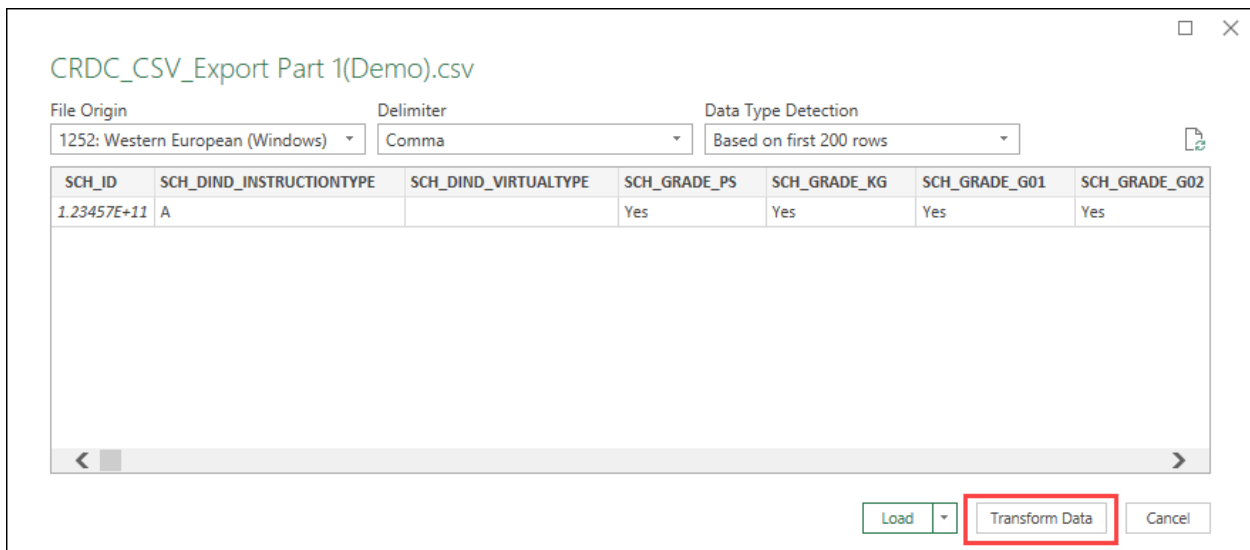 CRDC_CSV_Export Part 1(Demo).csv
File Origin Delimiter Data Type Detection
1252: Western European (Windows) Comma Based on first 200 rows
SCH_ID SCH_DIND_INSTRUCTIONTYPE SCH_DIND_VIRTUALTYPE SCH_GRADE_PS SCH_GRADE_KG SCH_GRADE_G01 SCH_GRADE_G02
1.23457E+11 A Yes Yes Yes Yes
Load Transform Data Cancel